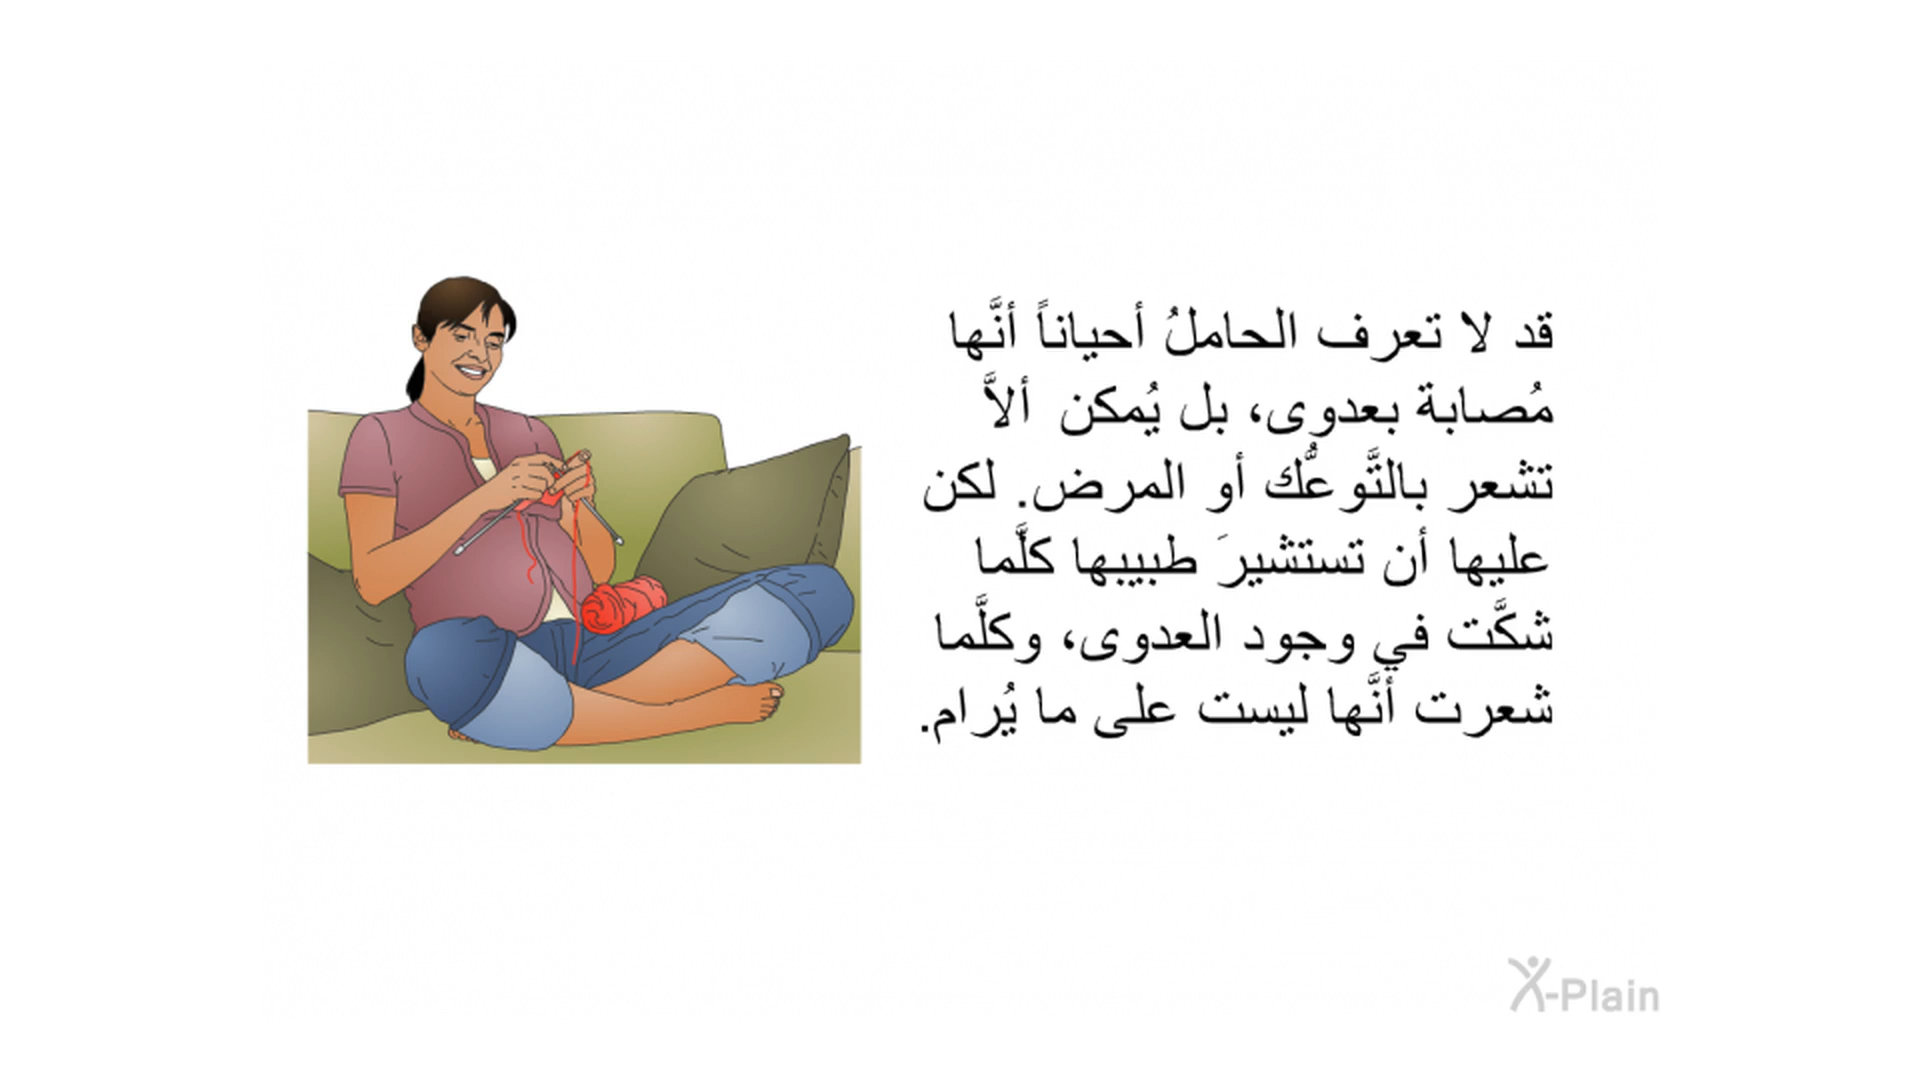 قد لا تعرف الحاملُ أحياناً أنَّها
مُصابة بعدوى، بل يُمكن ألاَّ
تشعر بالتَّوعُّك أو المرض. لكن
عليها أن تستشيرَ طبيبها كلَّما
شكَّت في وجود العدوى، وكلَّما
شعرت أنَّها ليست على ما يُرام.
X-Plain